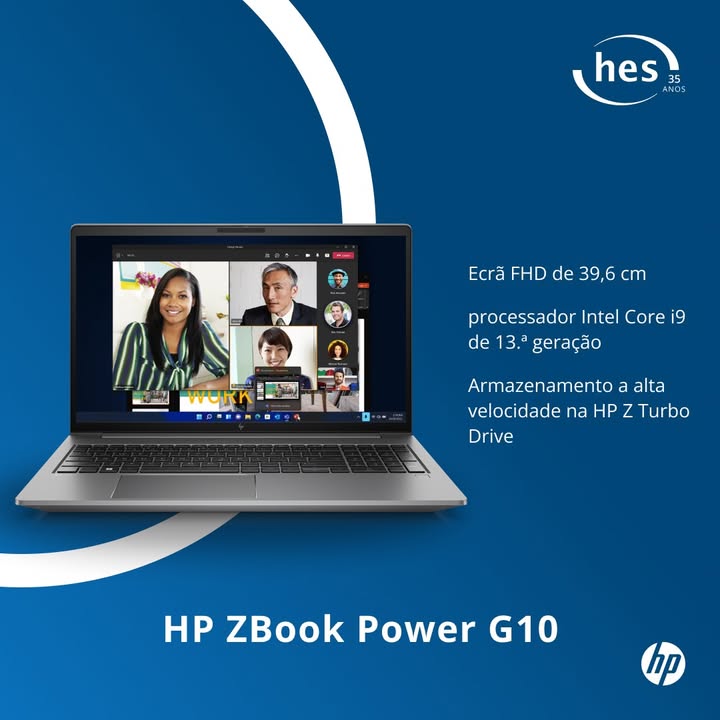 hes
35
ANOS
Ecrã FHD de 39,6 cm
processador Intel Core i9
de 13.ª geração
Armazenamento a alta
velocidade na HP Z Turbo
Drive
WORK
HP ZBook Power G10
hp